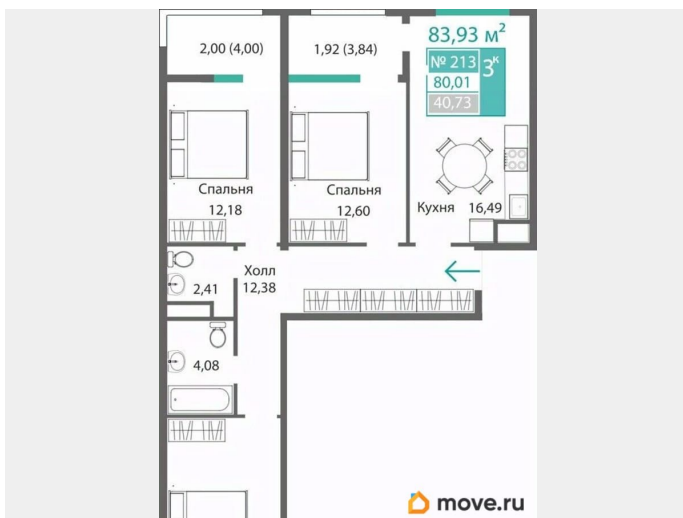 83,93 м²
№ 213
3к
80,01
40,73
2,00 (4,00)
1,92 (3,84)
Спальня
12,18
Спальня
12,60
Кухня 16,49
Холл
12,38
2,41
4,08
move.ru